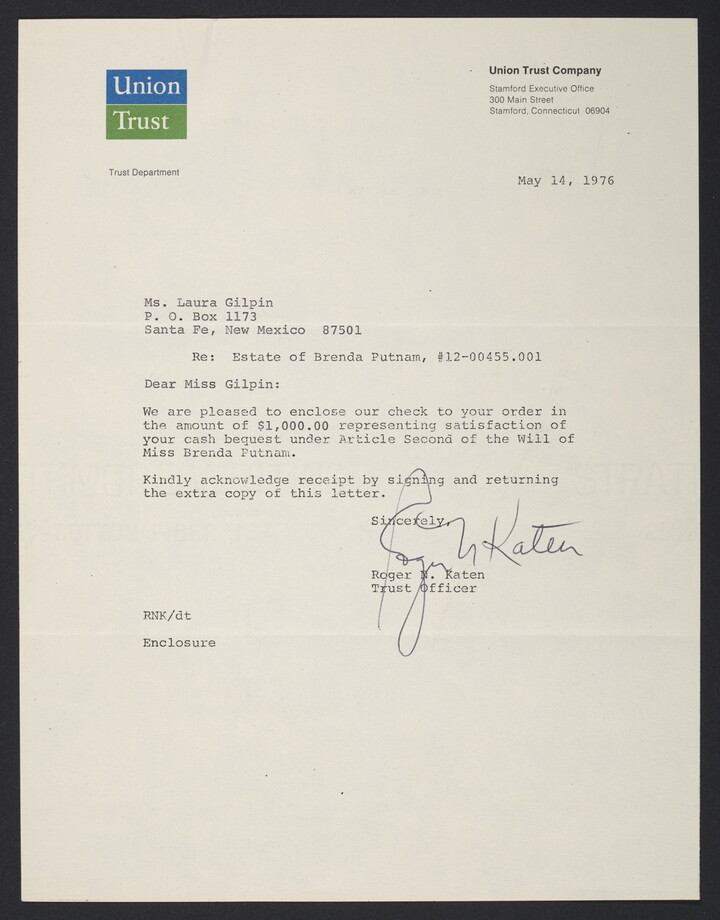 Union
Trust
Trust Department
Union Trust Company
Stamford Executive Office
300 Main Street
Stamford, Connecticut 06904
May 14, 1976
Ms. Laura Gilpin
P. O. Box 1173
Santa Fe, New Mexico 87501
Re: Estate of Brenda Putnam, #12-00455.001
Dear Miss Gilpin:
We are pleased to enclose our check to your order in
the amount of $1,000.00 representing satisfaction of
your cash bequest under Article Second of the Will of
Miss Brenda Putnam.
Kindly acknowledge receipt by signing and returning
the extra copy of this letter.
Sincerely,
Roger N Katen
Roger N. Katen
Trust Officer
RNK/dt
Enclosure